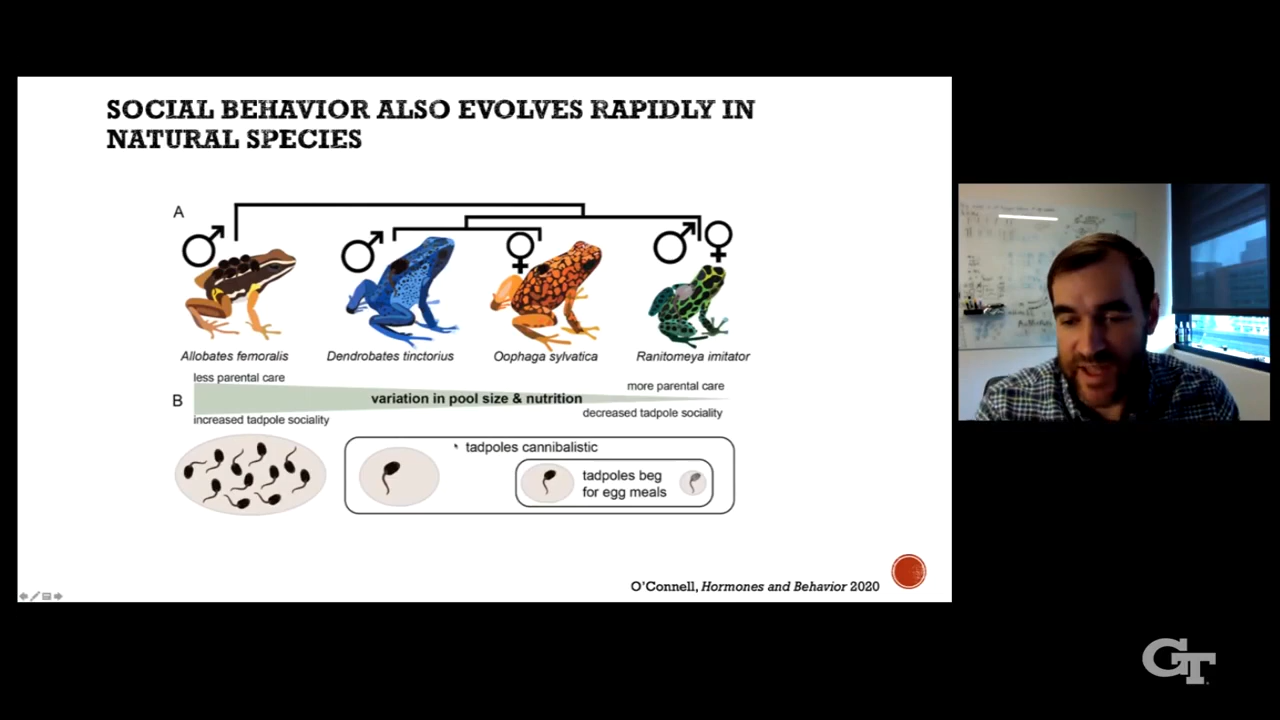 SOCIAL BEHAVIOR ALSO EVOLVES RAPIDLY IN
NATURAL SPECIES
A
Allobates femoralis
Dendrobates tinctorius
Oophaga sylvatica
Ranitomeya imitator
less parental care
more parental care
B
variation in pool size & nutrition
increased tadpole sociality
decreased tadpole sociality
tadpoles cannibalistic
tadpoles beg
for egg meals
O'Connell, Hormones and Behavior 2020
GT